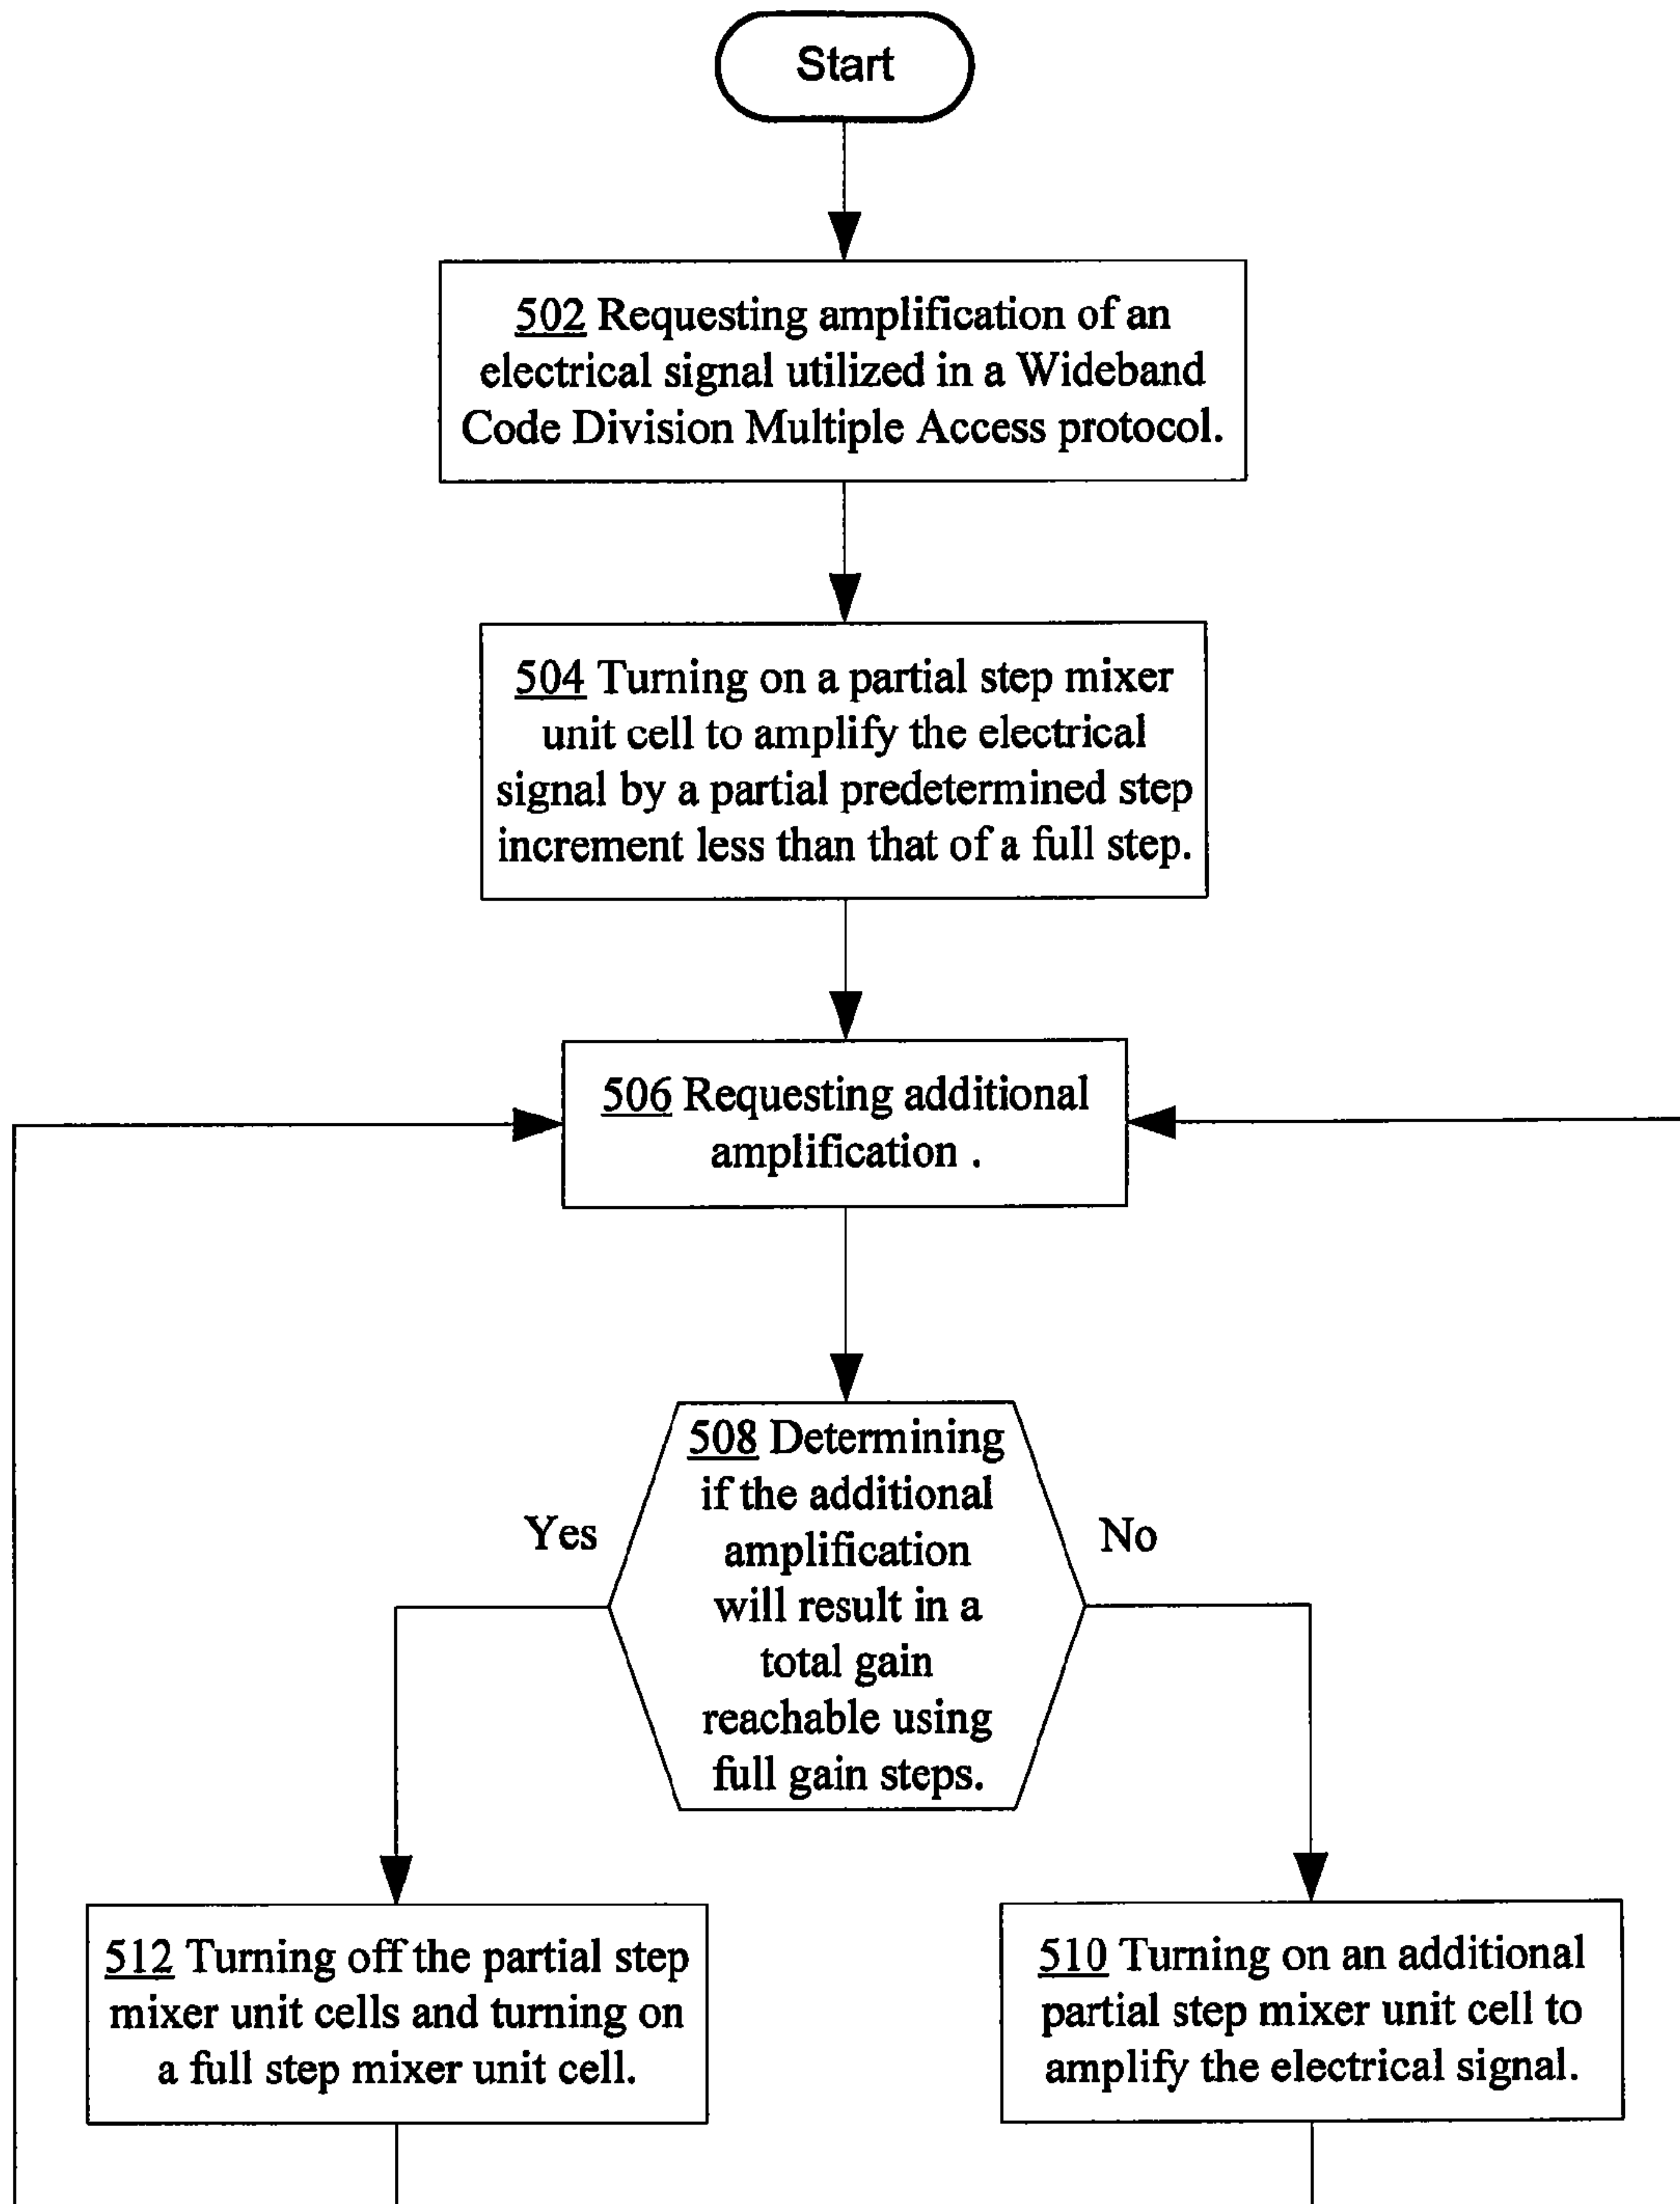 Start
502 Requesting amplification of an
electrical signal utilized in a Wideband
Code Division Multiple Access protocol.
504 Turning on a partial step mixer
unit cell to amplify the electrical
signal by a partial predetermined step
increment less than that of a full step.
506 Requesting additional
amplification .
508 Determining
if the additional
amplification
will result in a
total gain
reachable using
full gain steps.
Yes
No
512 Turning off the partial step
mixer unit cells and turning on
a full step mixer unit cell.
510 Turning on an additional
partial step mixer unit cell to
amplify the electrical signal.